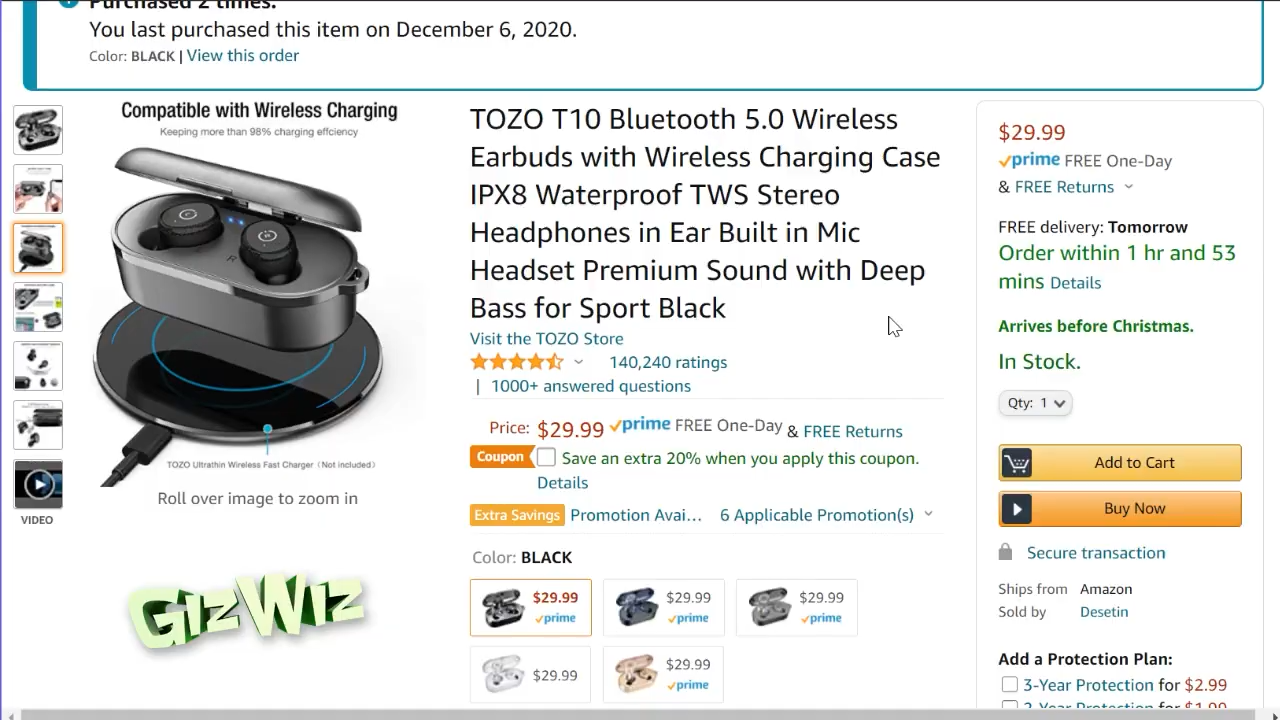 Purchased 2 times.
You last purchased this item on December 6, 2020.
Color: BLACK | View this order
Compatible with Wireless Charging
Keeping more than 98% charging effciency
R
TOZO Ultrathin Wireless Fast Charger (Not included)
Roll over image to zoom in
VIDEO
GizWiz
TOZO T10 Bluetooth 5.0 Wireless
Earbuds with Wireless Charging Case
IPX8 Waterproof TWS Stereo
Headphones in Ear Built in Mic
Headset Premium Sound with Deep
Bass for Sport Black
Visit the TOZO Store
140,240 ratings
| 1000+ answered questions
Price: $29.99 prime FREE One-Day & FREE Returns
Coupon Save an extra 20% when you apply this coupon.
Details
Extra Savings Promotion Avai... 6 Applicable Promotion(s)
Color: BLACK
$29.99 prime
$29.99 prime
$29.99 prime
$29.99
$29.99 prime
$29.99
prime FREE One-Day
& FREE Returns
FREE delivery: Tomorrow
Order within 1 hr and 53
mins Details
Arrives before Christmas.
In Stock.
Qty: 1
Add to Cart
Buy Now
Secure transaction
Ships from Amazon
Sold by Desetin
Add a Protection Plan:
3-Year Protection for $2.99
2-Year Protection for $1.99